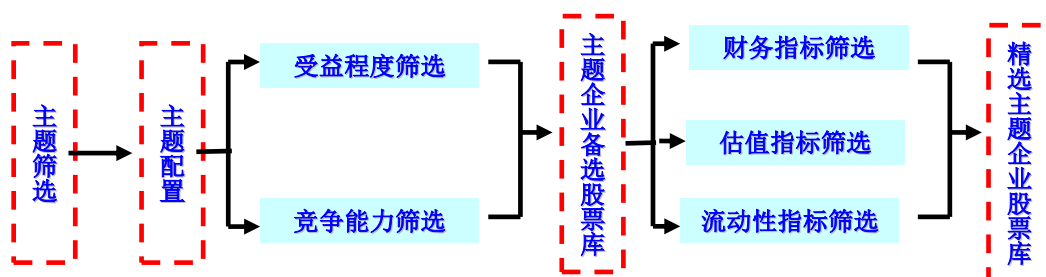 主题筛选
主题配置
受益程度筛选
竞争能力筛选
主题企业备选股票库
财务指标筛选
估值指标筛选
流动性指标筛选
精选主题企业股票库